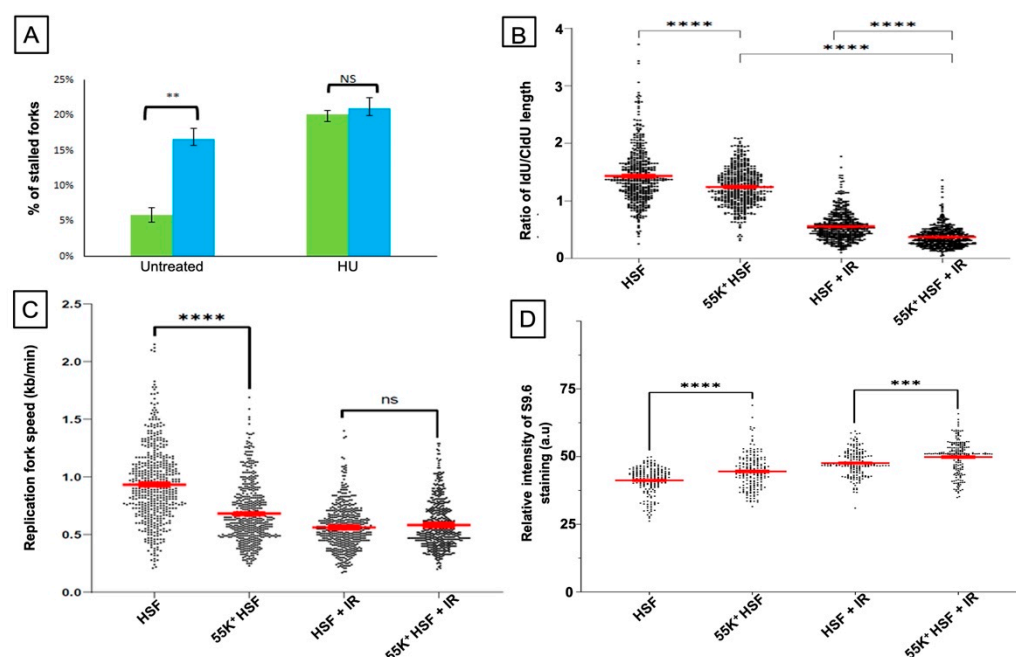 A
% of stalled forks
25%
20%
15%
10%
5%
0%
**
NS
Untreated
HU
B
Ratio of IdU/CldU length
4
3
2
1
0
****
****
****
HSF
55K+ HSF
HSF + IR
55K+ HSF + IR
C
Replication fork speed (kb/min)
2.5
2.0
1.5
1.0
0.5
0.0
****
ns
HSF
55K+ HSF
HSF + IR
55K+ HSF + IR
D
Relative intensity of S9.6
staining (a.u)
75
50
25
0
****
***
HSF
55K+ HSF
HSF + IR
55K+ HSF + IR